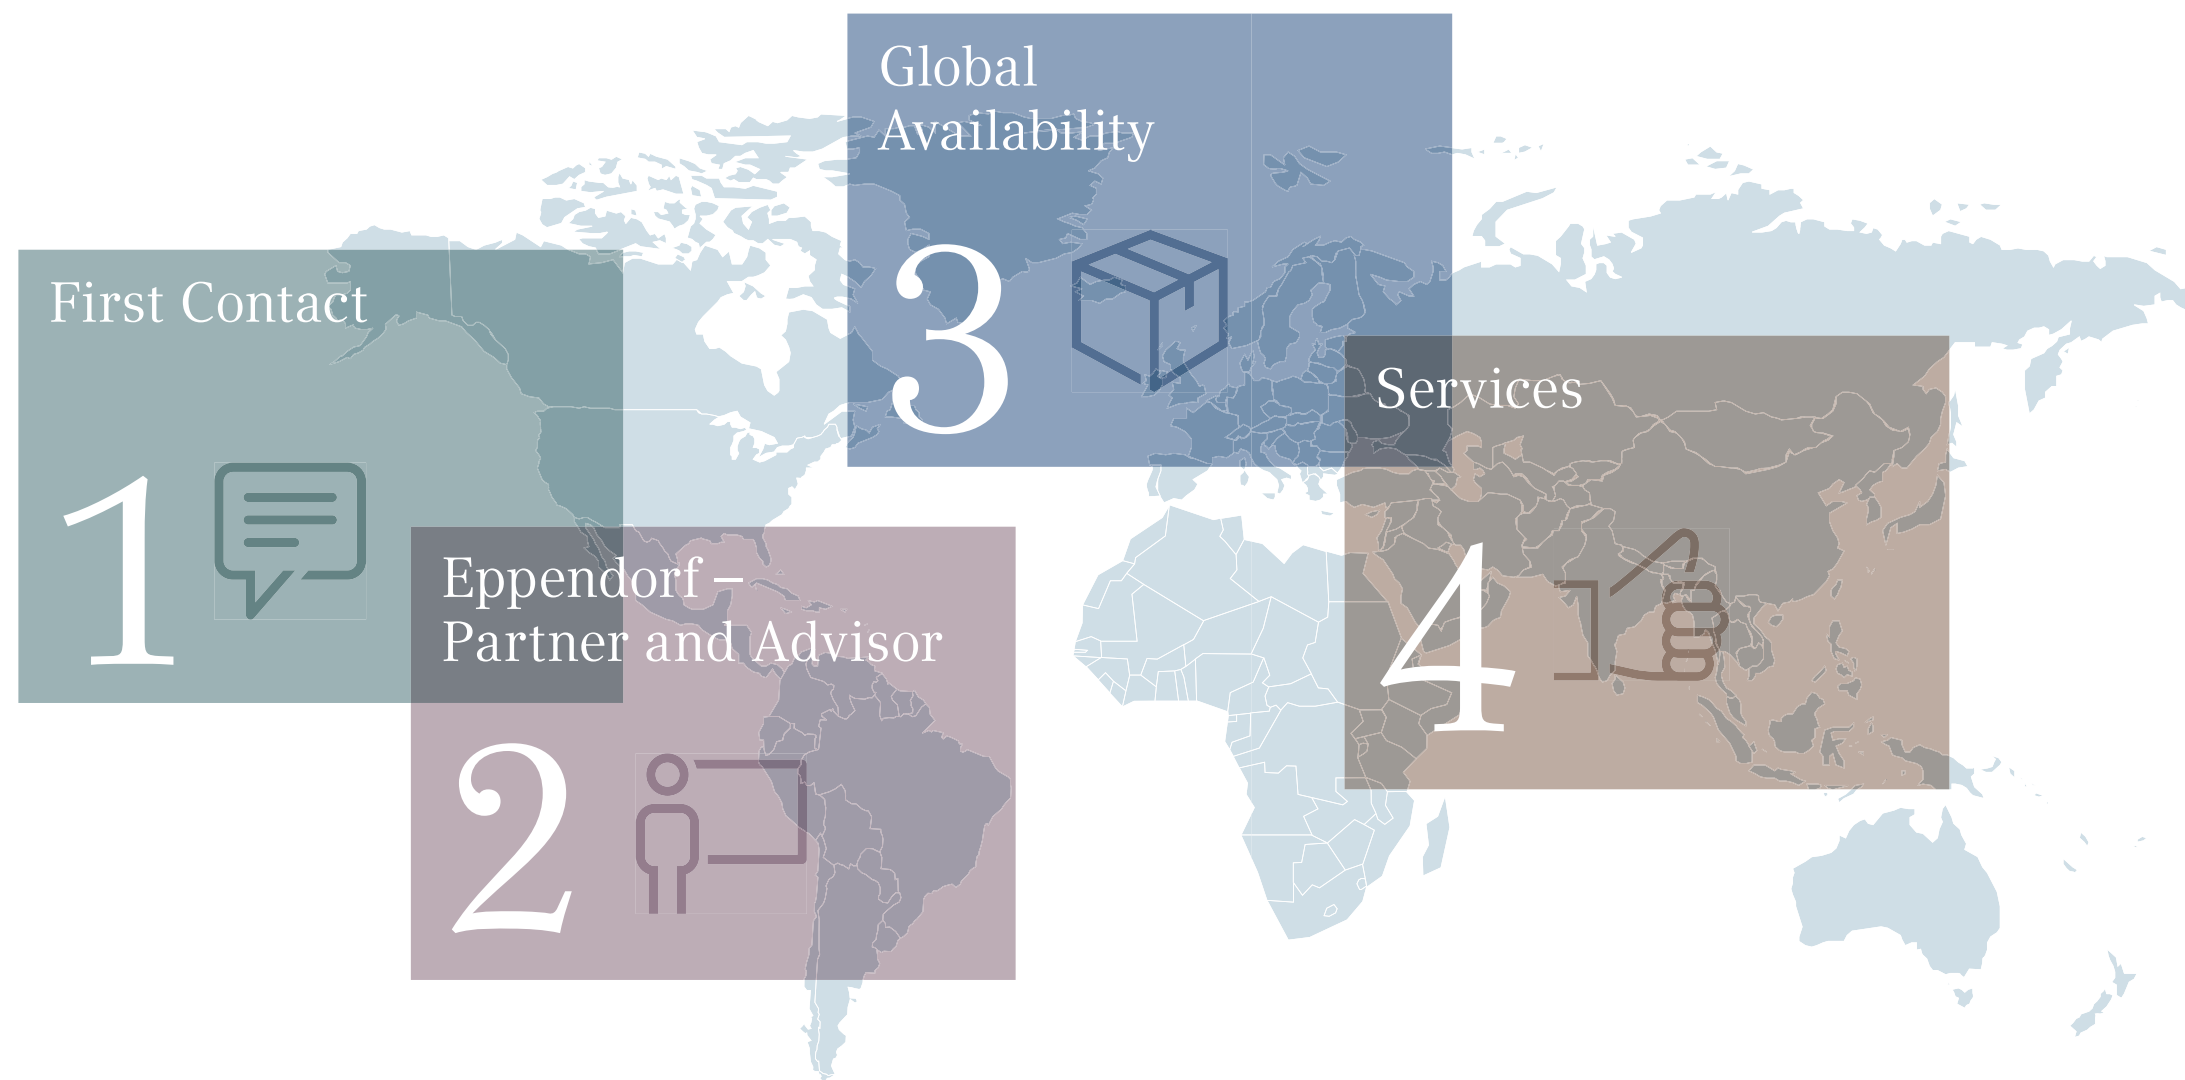 First Contact
1
Eppendorf –
Partner and Advisor
2
Global
Availability
3
Services
4